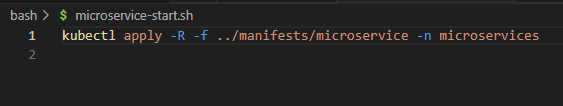 bash > $ microservice-start.sh
1 kubectl apply -R -f ../manifests/microservice -n microservices
2